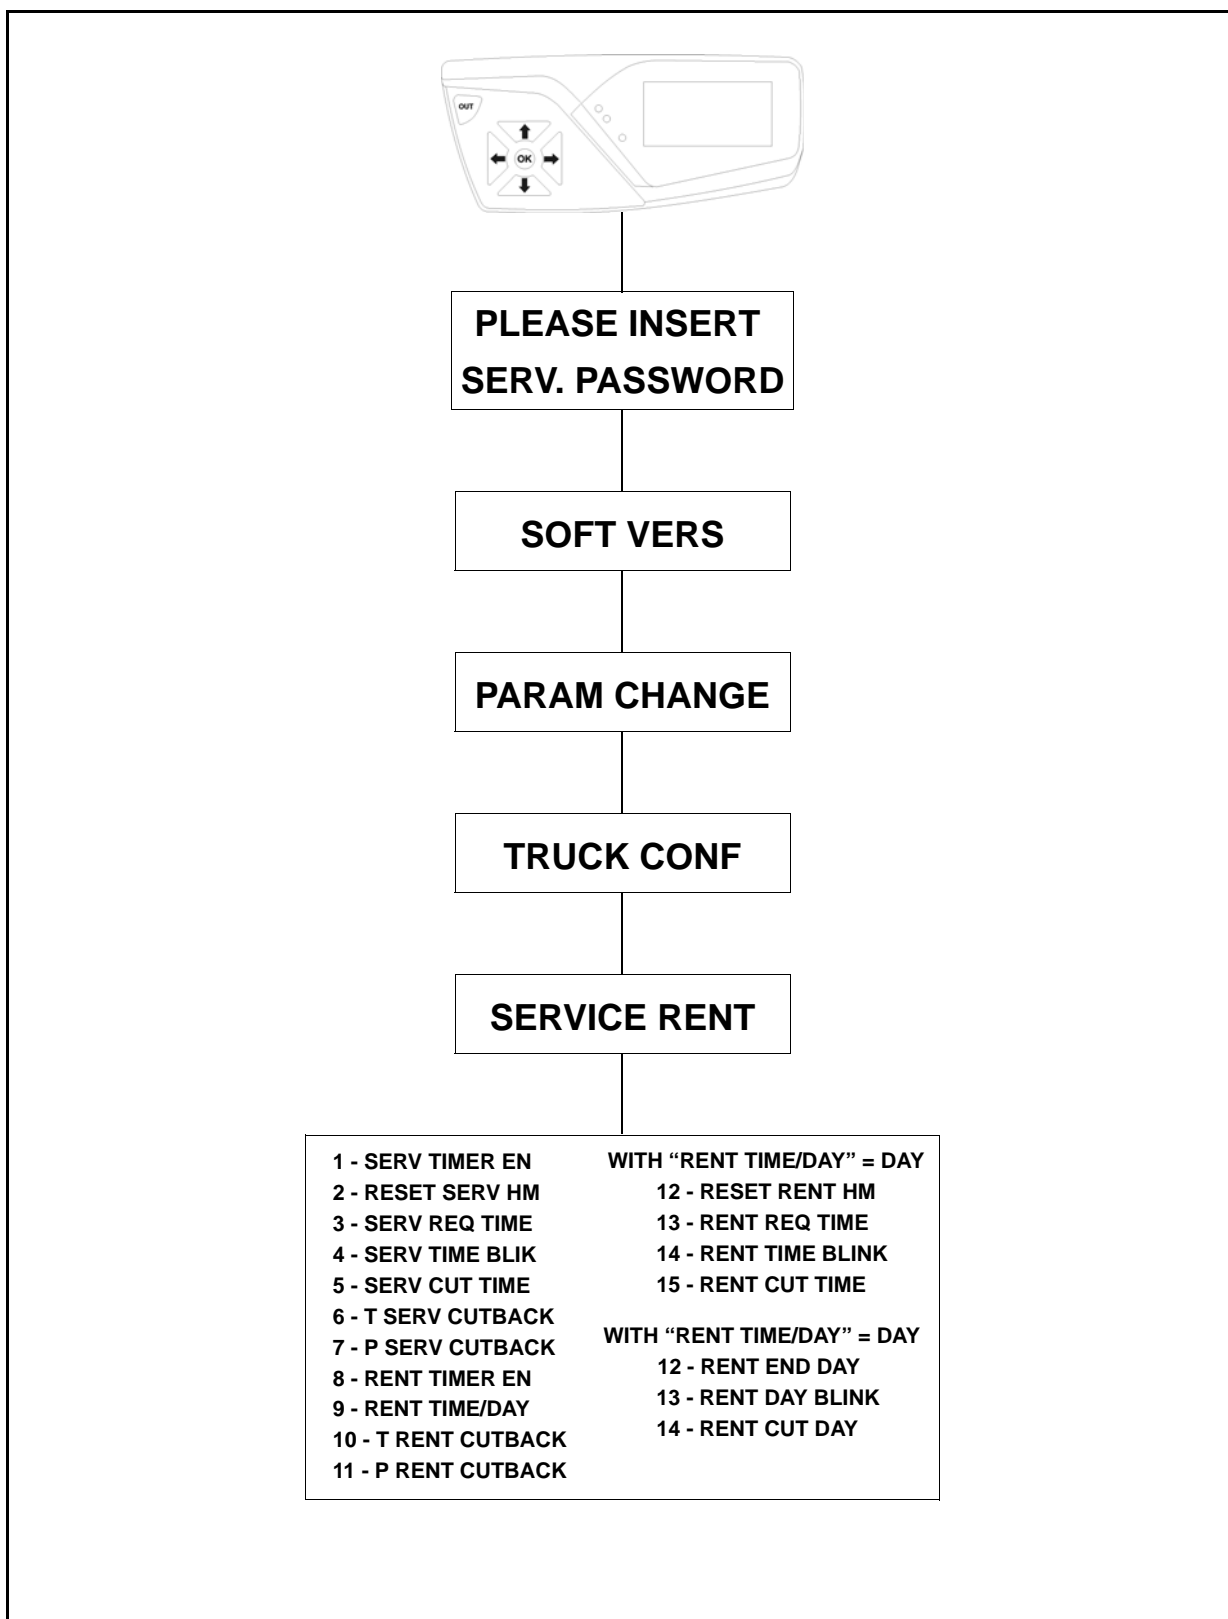 OUT
OK
PLEASE INSERT
SERV. PASSWORD
SOFT VERS
PARAM CHANGE
TRUCK CONF
SERVICE RENT
1 - SERV TIMER EN
2 - RESET SERV HM
3 - SERV REQ TIME
4 - SERV TIME BLIK
5 - SERV CUT TIME
6 - T SERV CUTBACK
7 - P SERV CUTBACK
8 - RENT TIMER EN
9 - RENT TIME/DAY
10 - T RENT CUTBACK
11 - P RENT CUTBACK
WITH “RENT TIME/DAY” = DAY
12 - RESET RENT HM
13 - RENT REQ TIME
14 - RENT TIME BLINK
15 - RENT CUT TIME
WITH “RENT TIME/DAY” = DAY
12 - RENT END DAY
13 - RENT DAY BLINK
14 - RENT CUT DAY